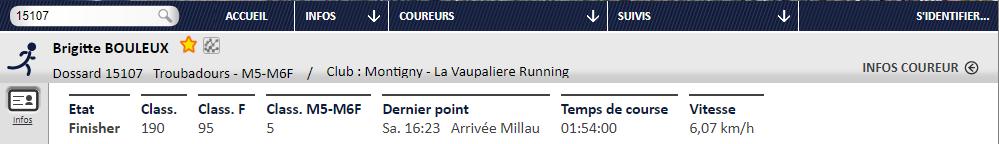 15107 ACCUEIL INFOS COUREURS SUIVIS S'IDENTIFIER...
Brigitte BOULEUX
Dossard 15107 Troubadours - M5-M6F / Club : Montigny - La Vaupaliere Running
INFOS COUREUR
Infos
Etat Class. Class. F Class. M5-M6F Dernier point Temps de course Vitesse
Finisher 190 95 5 Sa. 16:23 Arrivée Millau 01:54:00 6,07 km/h